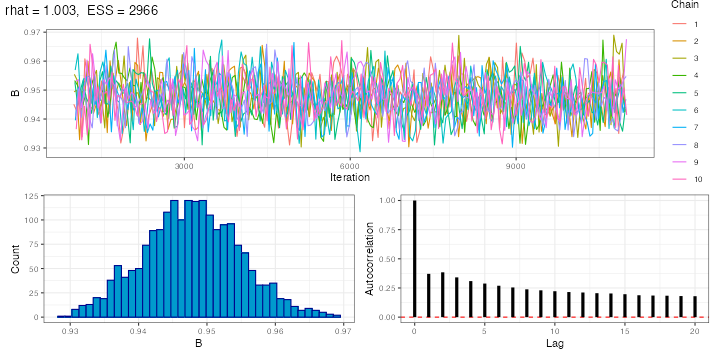 rhat = 1.003, ESS = 2966
Chain
1
2
3
4
5
6
7
8
9
10
B
0.97
0.96
0.95
0.94
0.93
3000 6000 9000
Iteration
Count
125
100
75
50
25
0
0.93 0.94 0.95 0.96 0.97
B
Autocorrelation
1.00
0.75
0.50
0.25
0.00
0 5 10 15 20
Lag